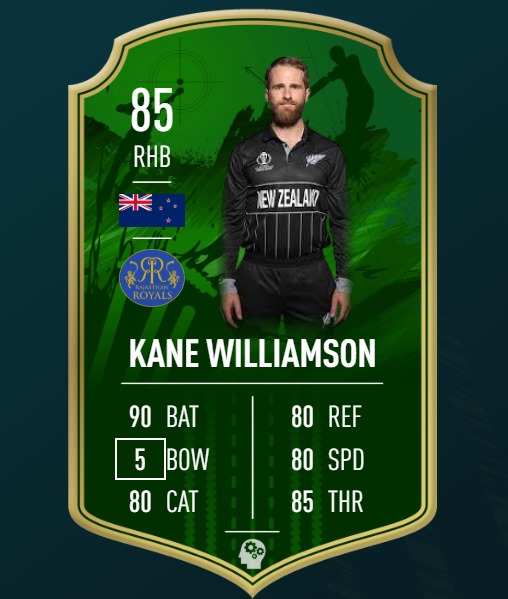 85
RHB
RR
RAJASTHAN
ROYALS
NEW ZEALAND
KANE WILLIAMSON
90 BAT
5 BOW
80 CAT
80 REF
80 SPD
85 THR